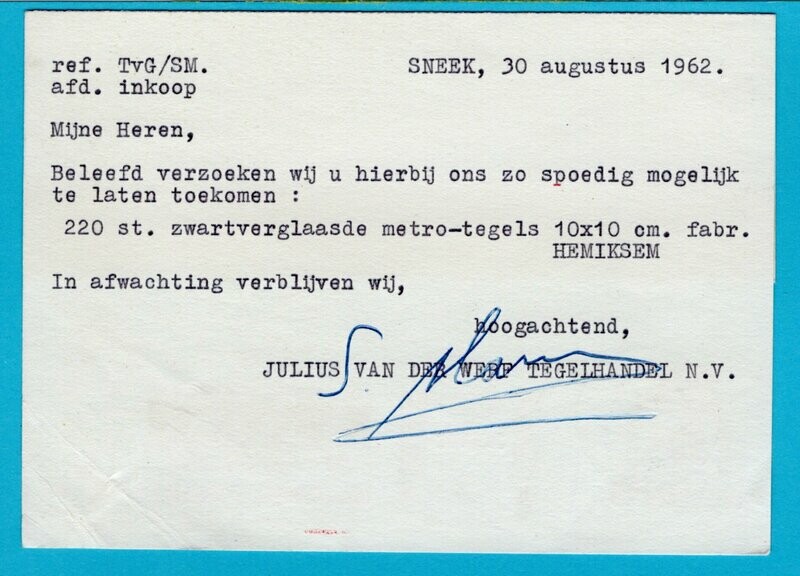 ref. TvG/SM. SNEEK, 30 augustus 1962.
afd. inkoop
Mijne Heren,
Beleefd verzoeken wij u hierbij ons zo spoedig mogelijk
te laten toekomen :
220 st. zwartverglaasde metro-tegels 10x10 cm. fabr.
HEMIKSEM
In afwachting verblijven wij,
hoogachtend,
JULIUS VAN DER WERF TEGELHANDEL N.V.